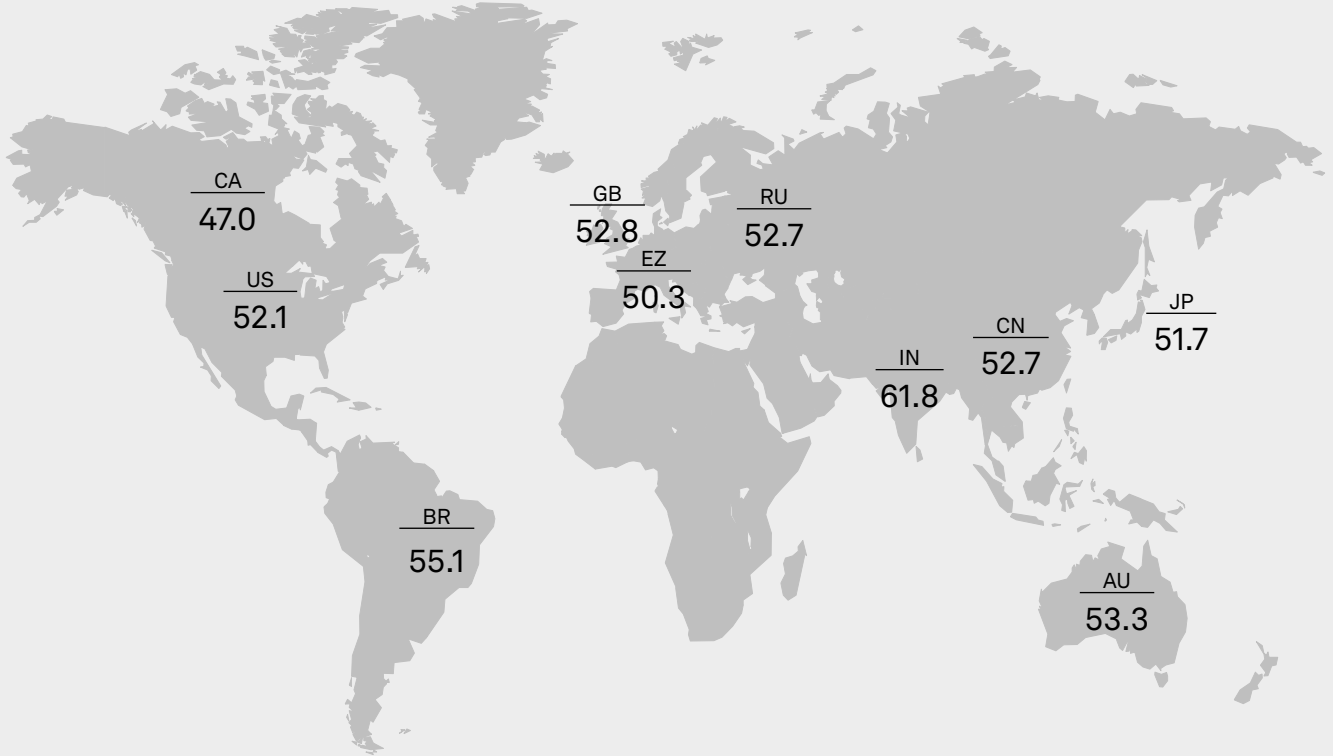 CA
47.0
US
52.1
BR
55.1
GB
52.8
EZ
50.3
RU
52.7
IN
61.8
CN
52.7
JP
51.7
AU
53.3